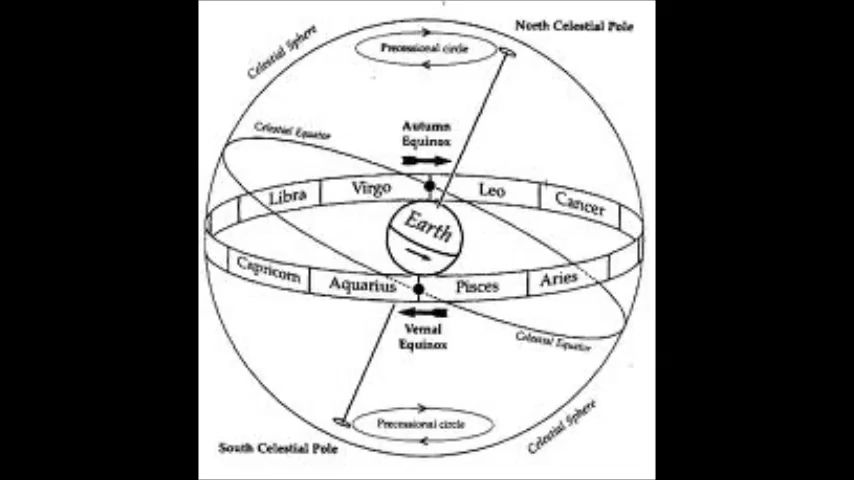 North Celestial Pole
Celestial Sphere
Precessional circle
Celestial Equator
Autumn
Equinox
Libra
Virgo
Leo
Cancer
Earth
Capricorn
Aquarius
Pisces
Aries
Vernal
Equinox
Celestial Equator
Celestial Sphere
Precessional circle
South Celestial Pole